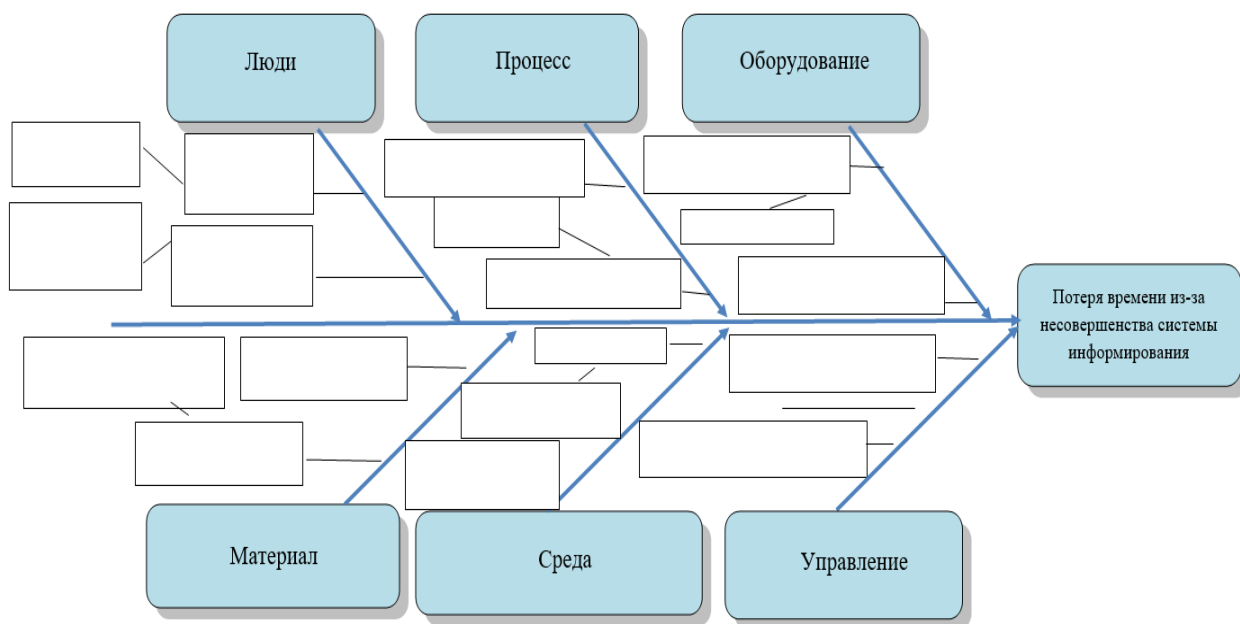 Люди
Процесс
Оборудование
Потеря времени из-за
несовершенства системы
информирования
Материал
Среда
Управление